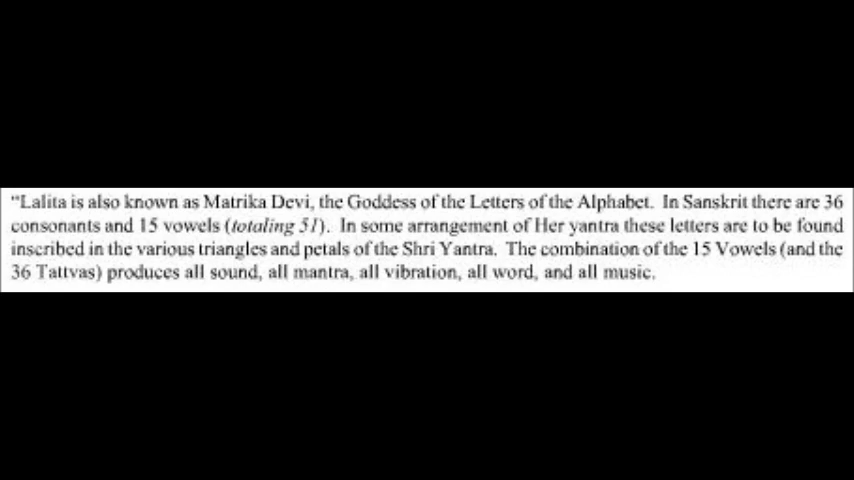 “Lalita is also known as Matrika Devi, the Goddess of the Letters of the Alphabet. In Sanskrit there are 36
consonants and 15 vowels (totaling 51). In some arrangement of Her yantra these letters are to be found
inscribed in the various triangles and petals of the Shri Yantra. The combination of the 15 Vowels (and the
36 Tattvas) produces all sound, all mantra, all vibration, all word, and all music.